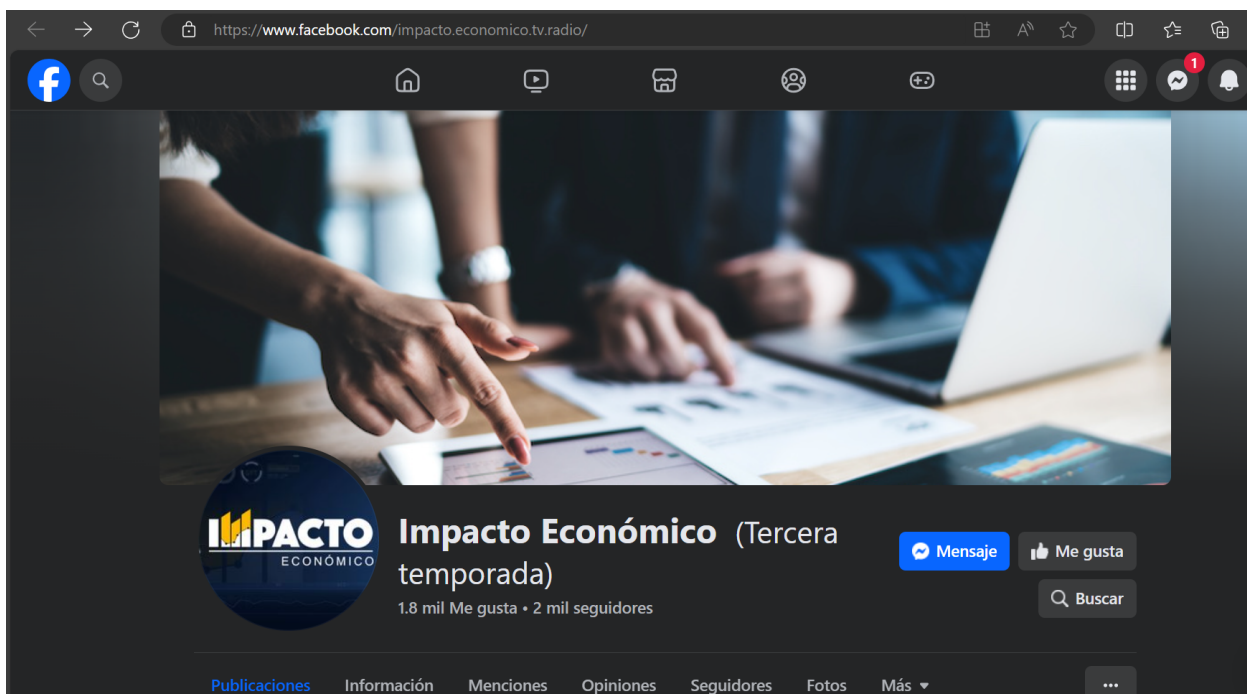 https://www.facebook.com/impacto.economico.tv.radio/
1
IMPACTO
ECONÓMICO
Impacto Económico (Tercera
temporada)
1.8 mil Me gusta • 2 mil seguidores
Mensaje
Me gusta
Buscar
Publicaciones Información Menciones Opiniones Seguidores Fotos Más